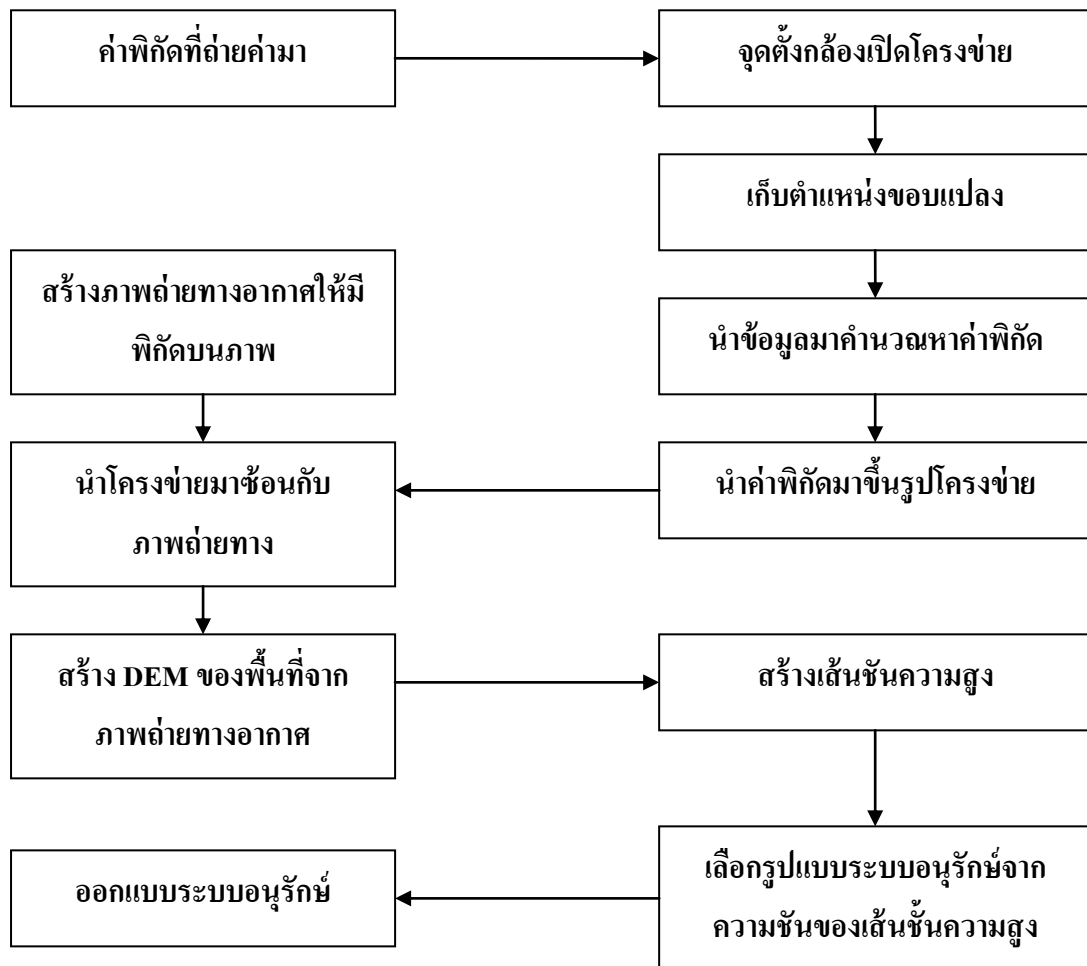 ค่าพิกัดที่ถ่ายค่ามา
จุดตั้งกล้องเปิดโครงข่าย
เก็บตำแหน่งขอบแปลง
สร้างภาพถ่ายทางอากาศให้มี
พิกัดบนภาพ
นำข้อมูลมาคำนวณหาค่าพิกัด
นำค่าพิกัดมาขึ้นรูปโครงข่าย
นำโครงข่ายมาซ้อนกับ
ภาพถ่ายทาง
สร้าง DEM ของพื้นที่จาก
ภาพถ่ายทางอากาศ
สร้างเส้นชันความสูง
เลือกรูปแบบระบบอนุรักษ์จาก
ความชันของเส้นชั้นความสูง
ออกแบบระบบอนุรักษ์